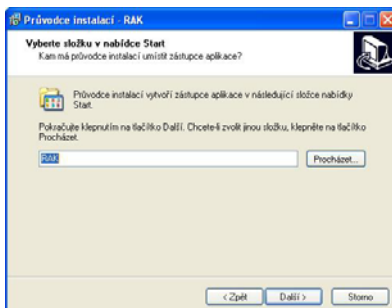 Průvodce instalací - RAK
Vyberte složku v nabídce Start
Kam má průvodce instalací umístit zástupce aplikace?
Průvodce instalací vytvoří zástupce aplikace v následující složce nabídky
Start.
Pokračujte klepnutím na tlačítko Další. Chcete-li zvolit jinou složku, klepněte na tlačítko
Procházet.
RAK
Procházet...
< Zpět
Další >
Storno